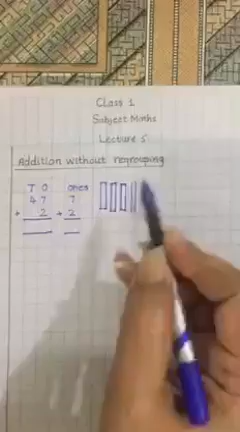 Class 1
Subject Maths
Lecture 5
Addition without regrouping
T O ones
4 7 7
+ 2 + 2